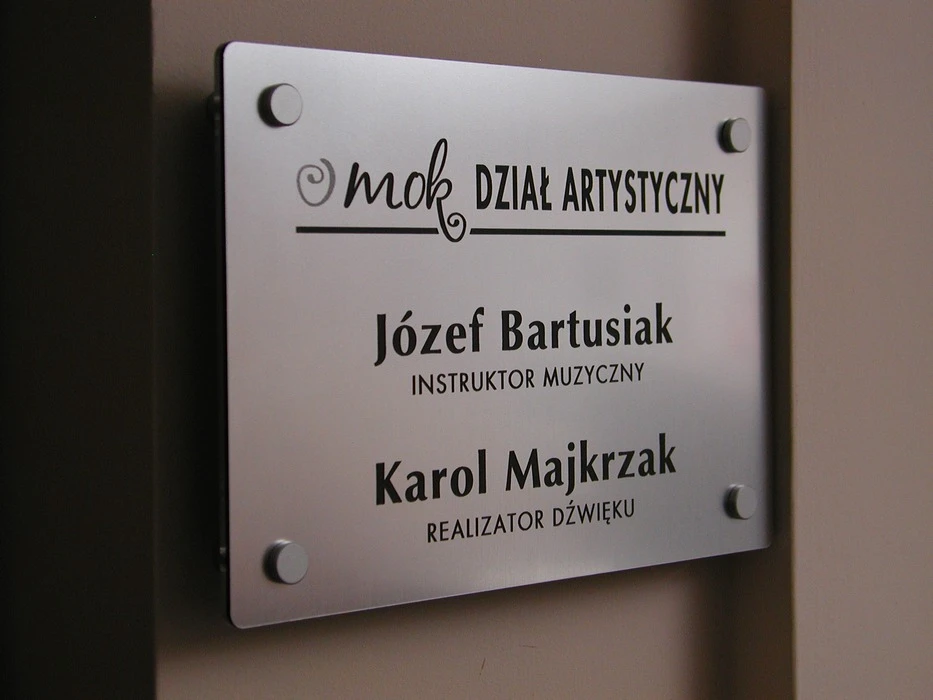 mok DZIAŁ ARTYSTYCZNY
Józef Bartusiak
INSTRUKTOR MUZYCZNY
Karol Majkrzak
REALIZATOR DŹWIĘKU